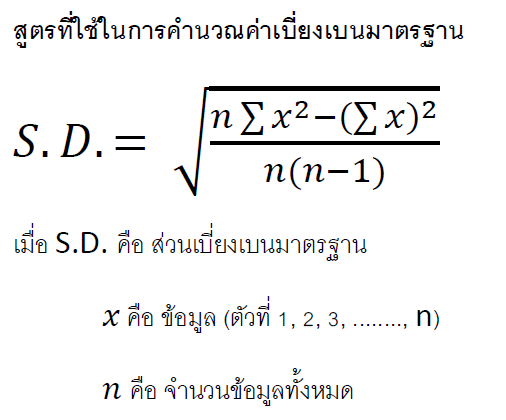 สูตรที่ใช้ในการคำนวณค่าเบี่ยงเบนมาตรฐาน
S.D.= √(n∑x²−(∑x)²)/(n(n−1))
เมื่อ S.D. คือ ส่วนเบี่ยงเบนมาตรฐาน
x คือ ข้อมูล (ตัวที่ 1, 2, 3, ........, n)
n คือ จำนวนข้อมูลทั้งหมด